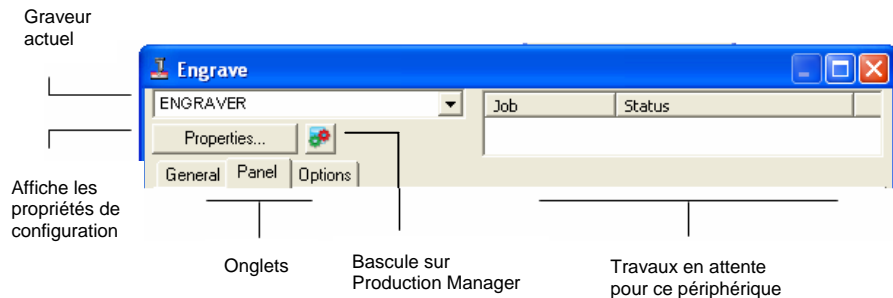 Graveur
actuel
Engrave
ENGRAVER
Job Status
Properties...
General Panel Options
Affiche les
propriétés de
configuration
Onglets
Bascule sur
Production Manager
Travaux en attente
pour ce périphérique